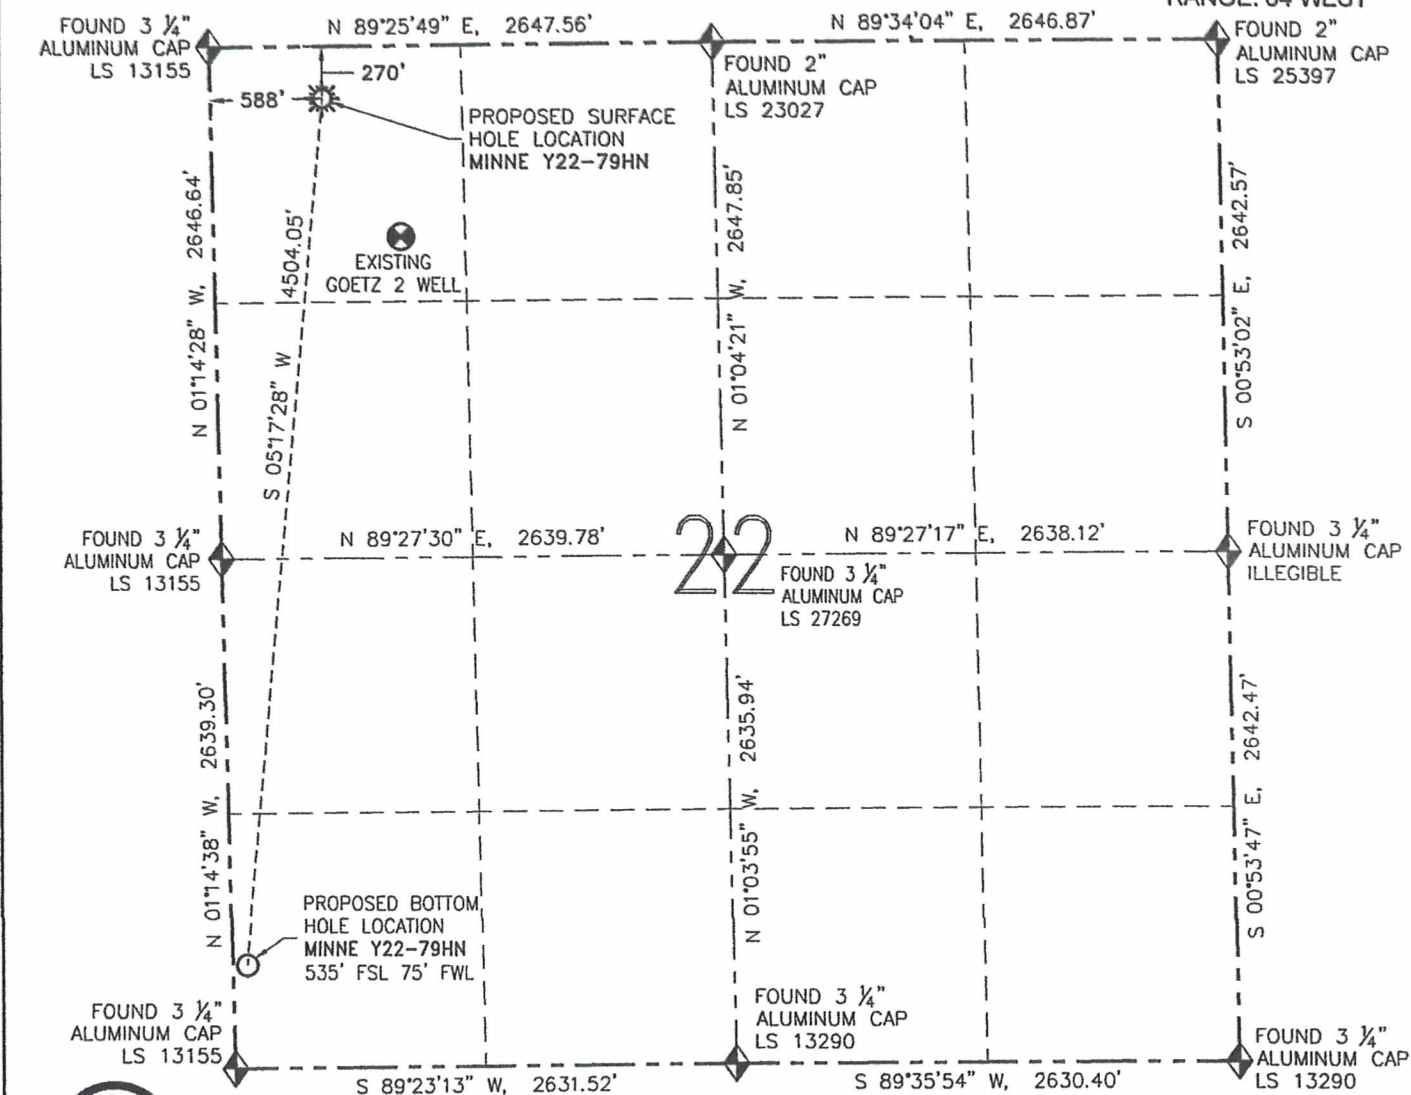 RANGE: 64 WEST
FOUND 3 ¼"
ALUMINUM CAP
LS 13155
N 89°25'49" E, 2647.56'
N 89°34'04" E, 2646.87'
FOUND 2"
ALUMINUM CAP
LS 25397
FOUND 2"
ALUMINUM CAP
LS 23027
270'
588'
PROPOSED SURFACE
HOLE LOCATION
MINNE Y22-79HN
N 01°14'28" W, 2646.64'
S 05°17'28" W 4504.05'
EXISTING
GOETZ 2 WELL
N 01°04'21" W, 2647.85'
S 00°53'02" E, 2642.57'
FOUND 3 ¼"
ALUMINUM CAP
LS 13155
N 89°27'30" E, 2639.78'
22
N 89°27'17" E, 2638.12'
FOUND 3 ¼"
ALUMINUM CAP
LS 27269
FOUND 3 ¼"
ALUMINUM CAP
ILLEGIBLE
N 01°14'38" W, 2639.30'
N 01°03'55" W, 2635.94'
S 00°53'47" E, 2642.47'
PROPOSED BOTTOM
HOLE LOCATION
MINNE Y22-79HN
535' FSL 75' FWL
FOUND 3 ¼"
ALUMINUM CAP
LS 13155
S 89°23'13" W, 2631.52'
FOUND 3 ¼"
ALUMINUM CAP
LS 13290
S 89°35'54" W, 2630.40'
FOUND 3 ¼"
ALUMINUM CAP
LS 13290